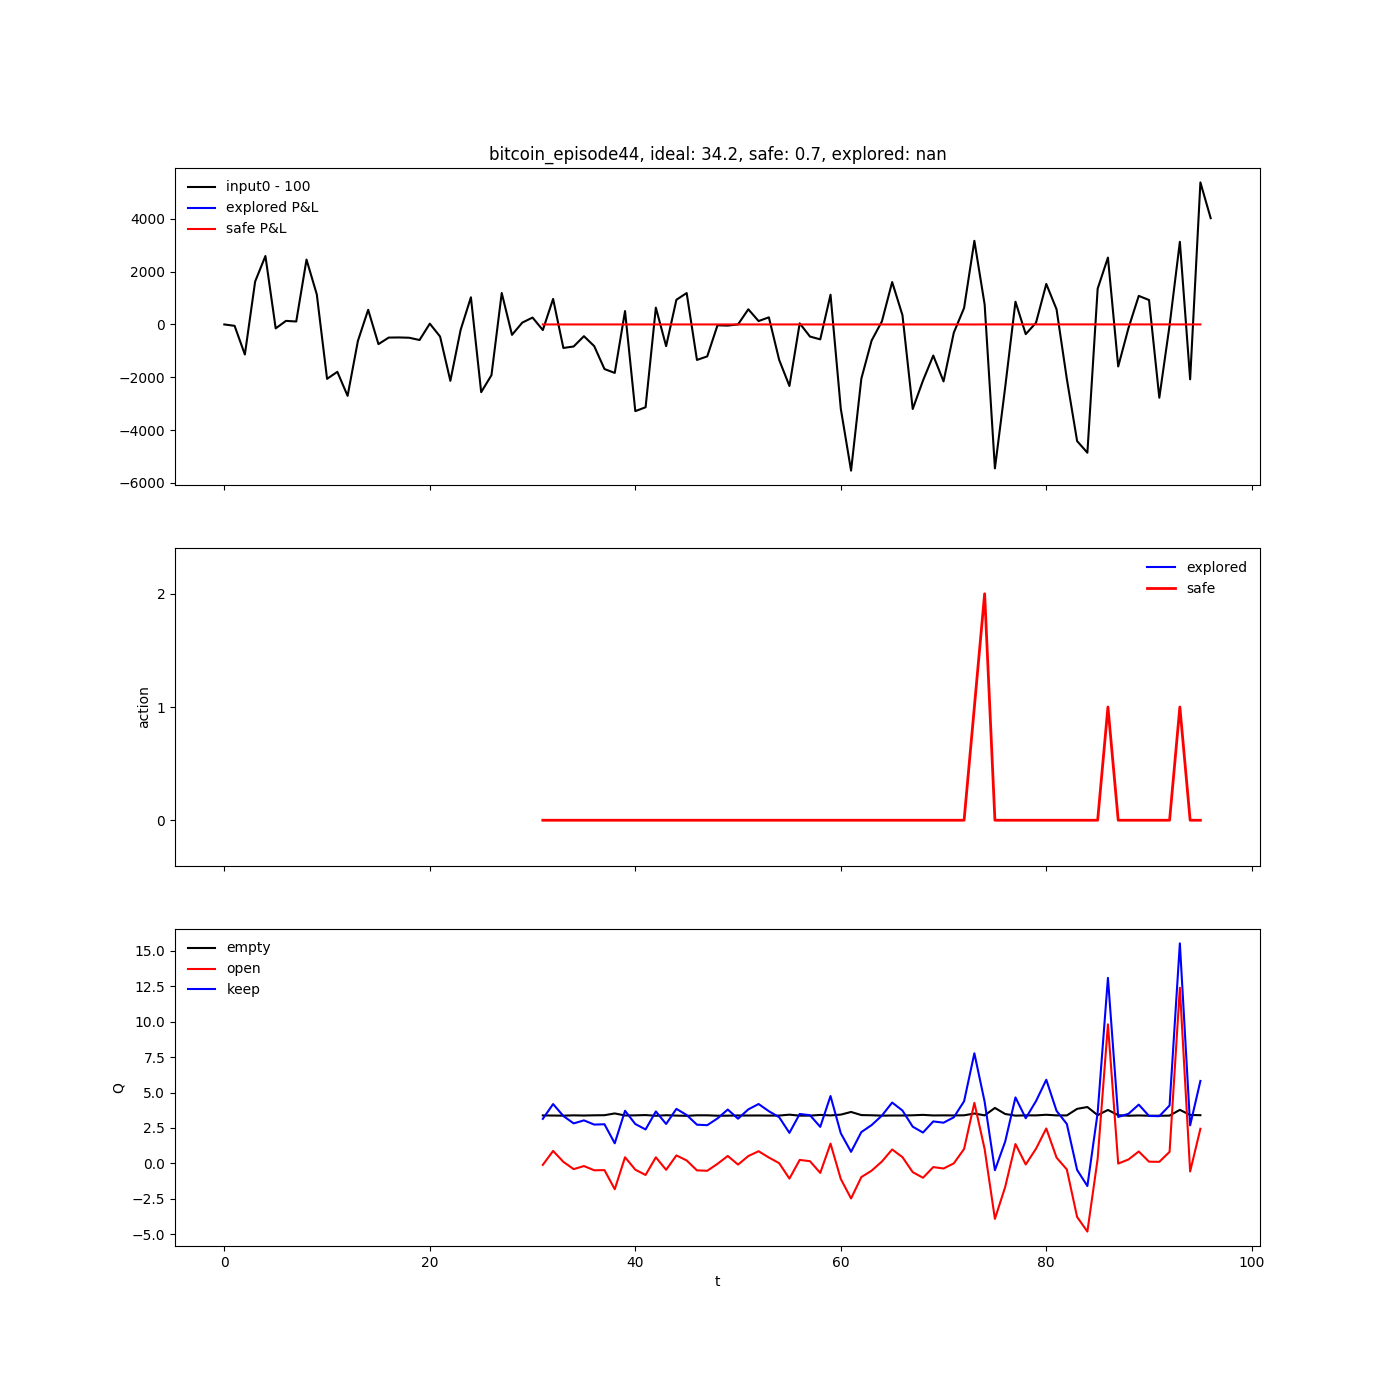 bitcoin_episode44, ideal: 34.2, safe: 0.7, explored: nan
input0 - 100
explored P&L
safe P&L
4000
2000
0
−2000
−4000
−6000
explored
safe
2
1
0
action
empty
open
keep
15.0
12.5
10.0
7.5
5.0
2.5
0.0
−2.5
−5.0
Q
0 20 40 60 80 100
t